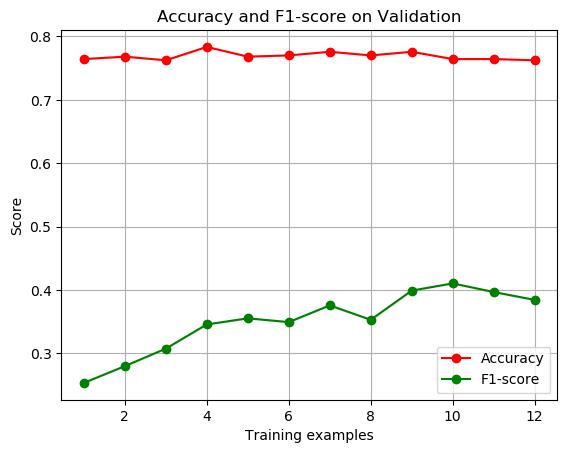 Accuracy and F1-score on Validation
0.8
0.7
0.6
0.5
0.4
0.3
Score
2
4
6
8
10
12
Training examples
Accuracy
F1-score